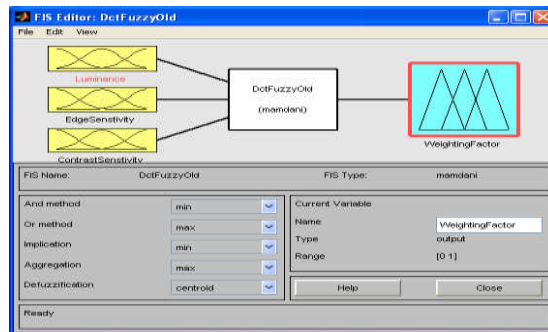 FIS Editor: DctFuzzyOld
File Edit View
Luminance
EdgeSenstivity
ContrastSenstivity
DctFuzzyOld
(mamdani)
WeightingFactor
FIS Name: DctFuzzyOld FIS Type: mamdani
And method min
Or method max
Implication min
Aggregation max
Defuzzification centroid
Current Variable
Name WeightingFactor
Type output
Range [0 1]
Help Close
Ready